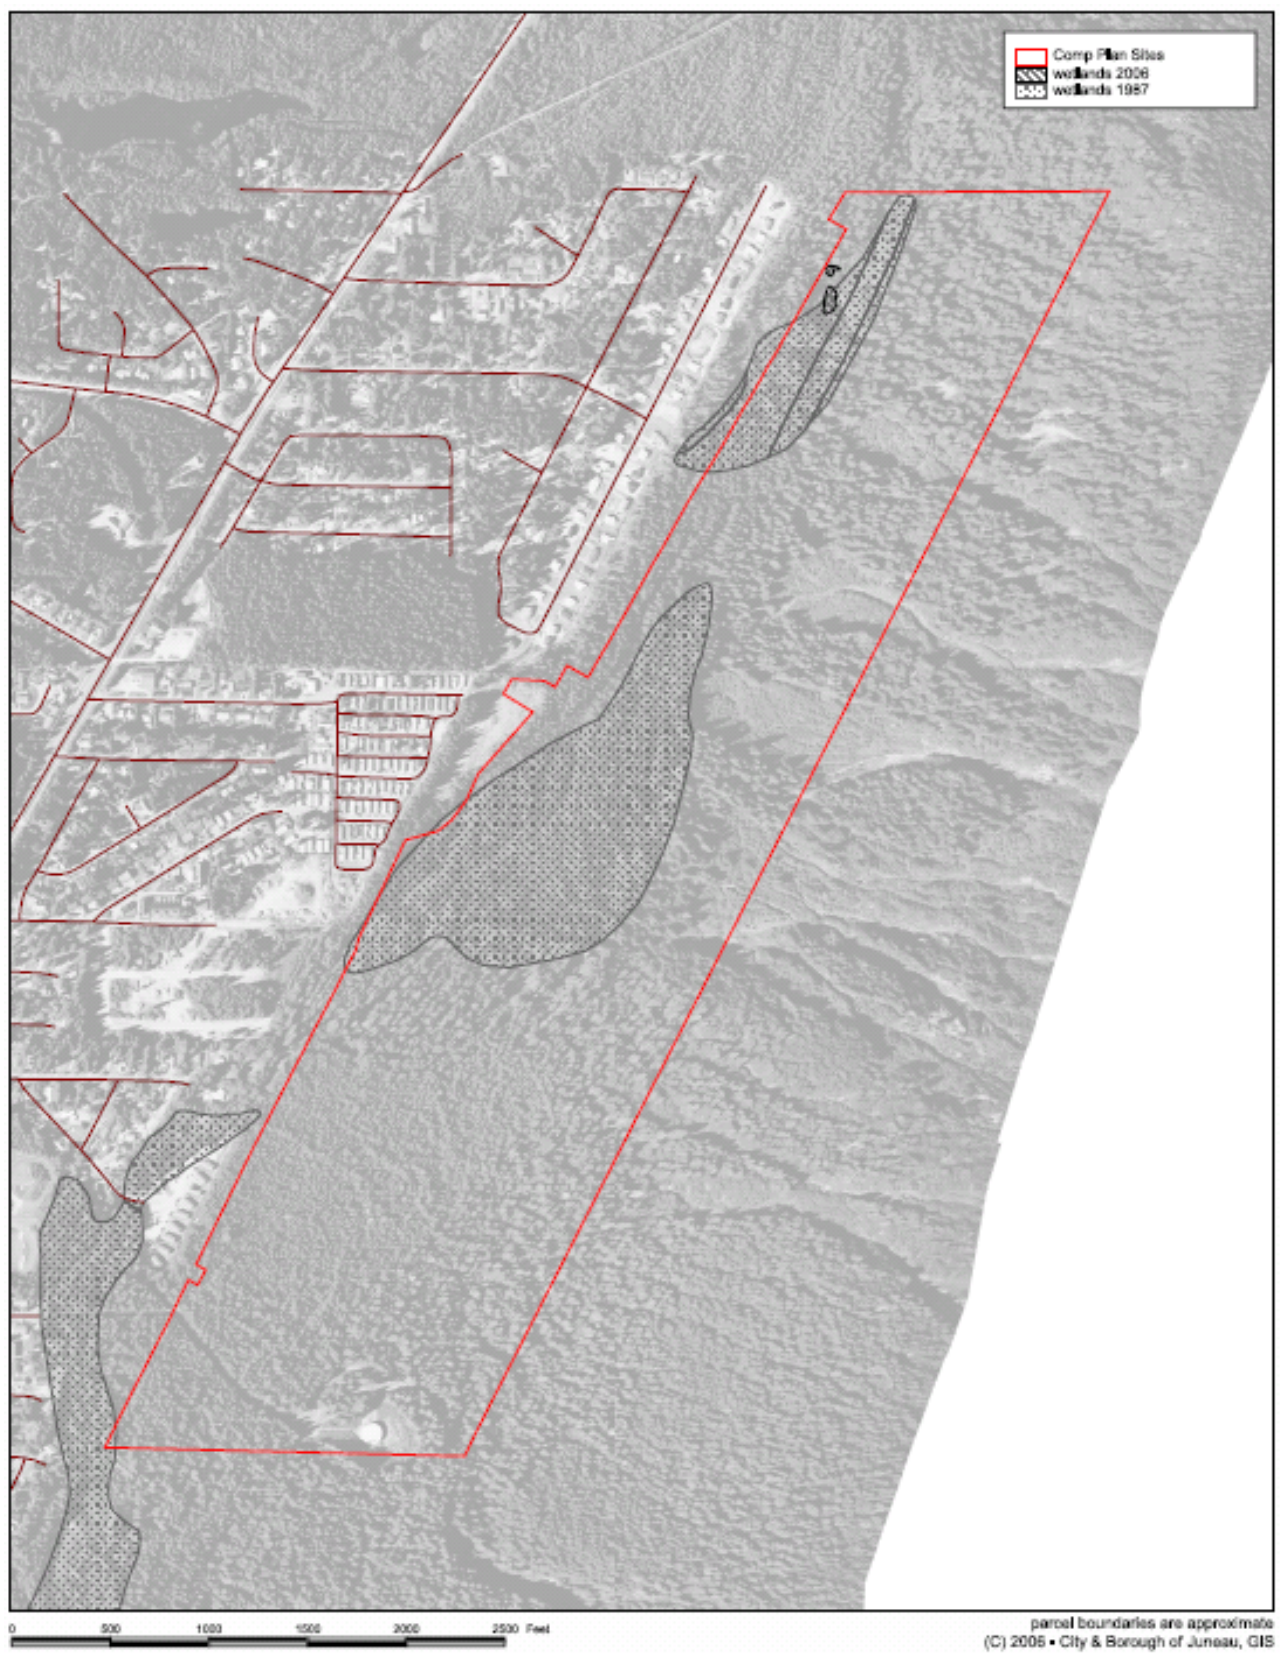 Comp Plan Sites
wetlands 2006
wetlands 1987
0 500 1000 1500 2000 2500 Feet
parcel boundaries are approximate
(C) 2006 • City & Borough of Juneau, GIS